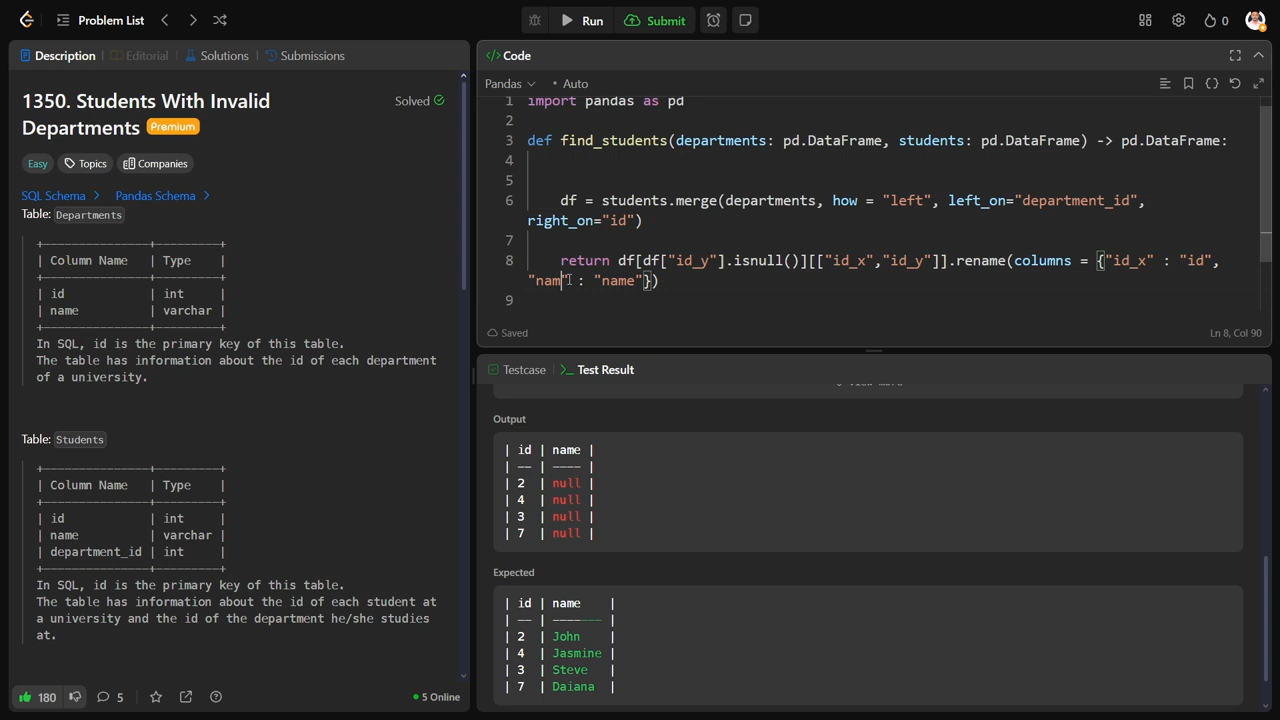 Problem List
Run
Submit
0
Description
Editorial
Solutions
Submissions
1350. Students With Invalid
Departments
Premium
Solved
Easy
Topics
Companies
SQL Schema >
Pandas Schema >
Table: Departments
| Column Name | Type |
| id | int |
| name | varchar |
In SQL, id is the primary key of this table.
The table has information about the id of each department
of a university.
Table: Students
| Column Name | Type |
| id | int |
| name | varchar |
| department_id | int |
In SQL, id is the primary key of this table.
The table has information about the id of each student at
a university and the id of the department he/she studies
at.
180
5
5 Online
</> Code
Pandas
Auto
1 import pandas as pd
2
3 def find_students(departments: pd.DataFrame, students: pd.DataFrame) -> pd.DataFrame:
4
5
6 df = students.merge(departments, how = "left", left_on="department_id",
right_on="id")
7
8 return df[df["id_y"].isnull()][["id_x","id_y"]].rename(columns = {"id_x" : "id",
"nam" : "name"})
9
Saved
Ln 8, Col 90
Testcase
>_ Test Result
Output
| id | name |
| -- | ---- |
| 2 | null |
| 4 | null |
| 3 | null |
| 7 | null |
Expected
| id | name |
| -- | ------- |
| 2 | John |
| 4 | Jasmine |
| 3 | Steve |
| 7 | Daiana |